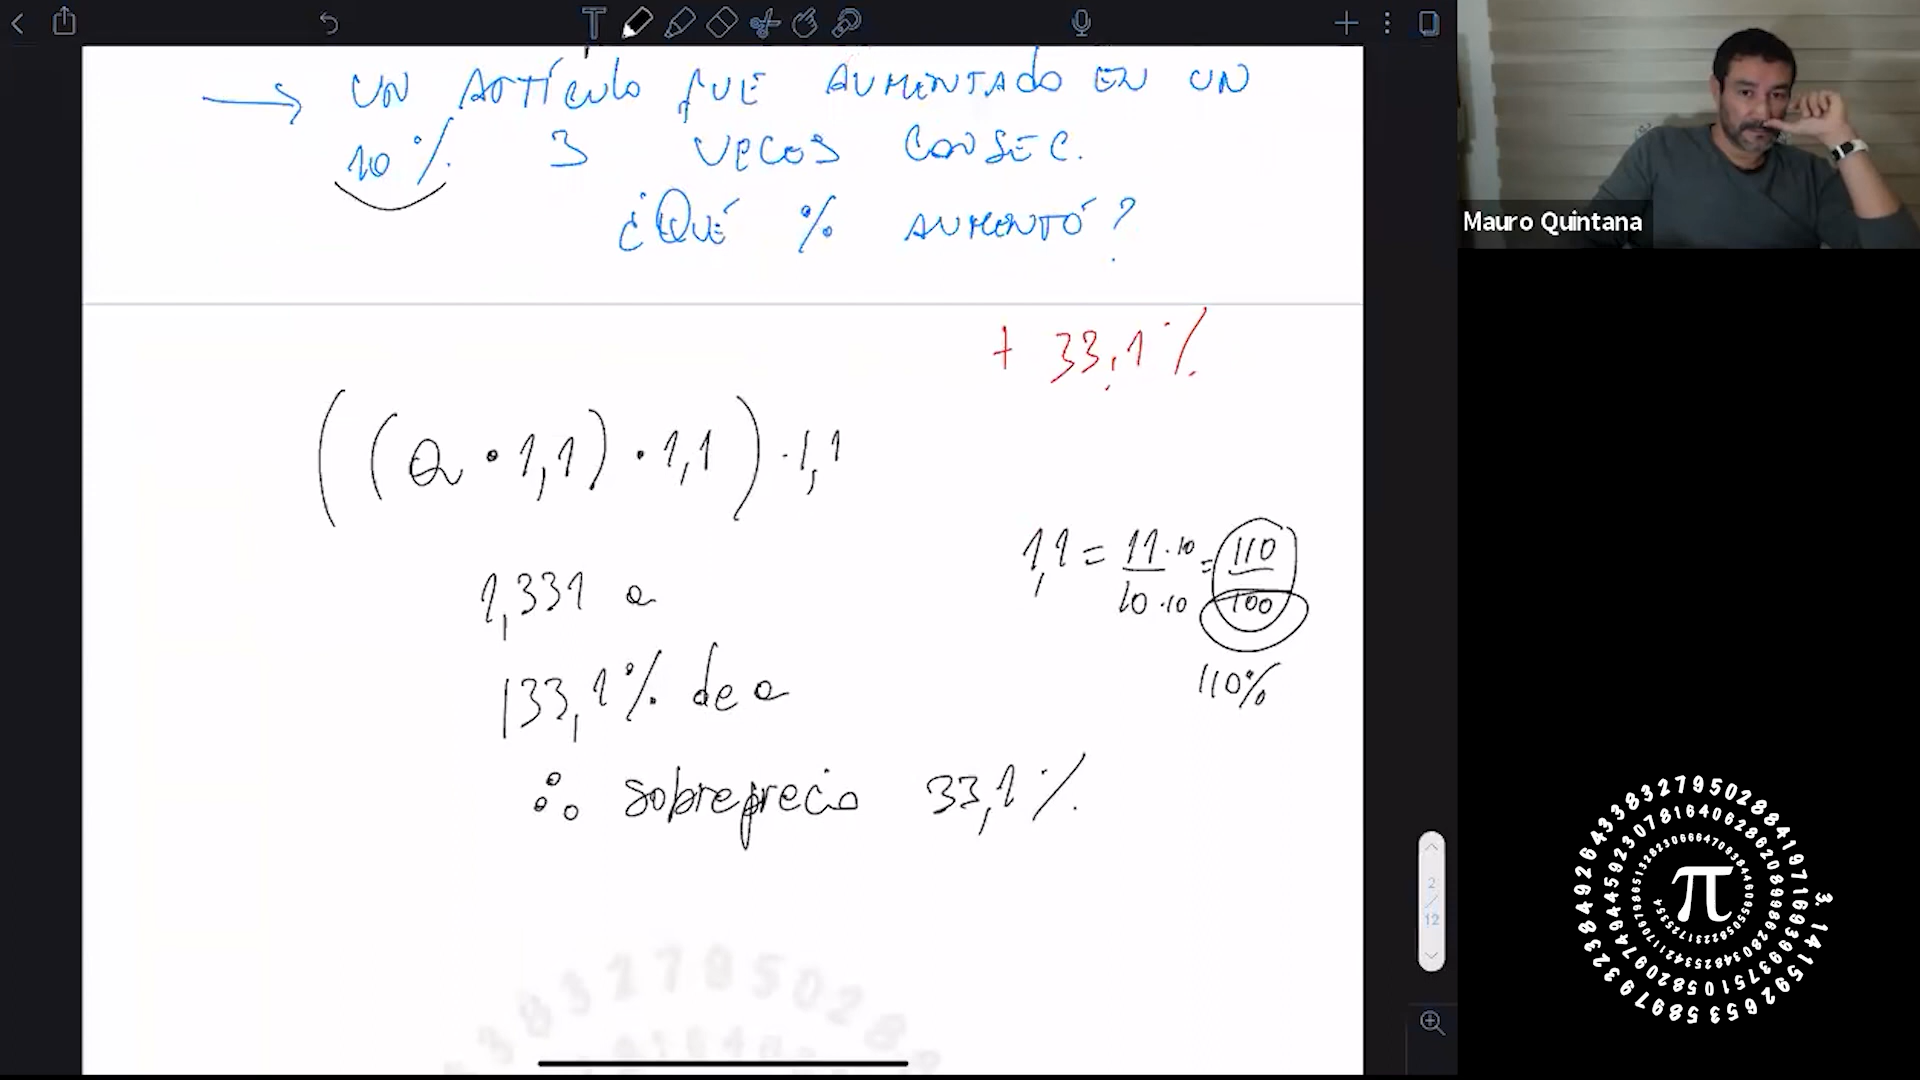 → UN ARTÍCULO FUE AUMENTADO EN UN
10% 3 VECES CONSEC.
¿QUÉ % AUMENTÓ?
+ 33,1%
((a · 1,1) · 1,1) · 1,1
1,1 = 11·10/10·10 = 110/100
110%
1,331 a
133,1% de a
∴ sobreprecio 33,1%
Mauro Quintana
2
/
12
π